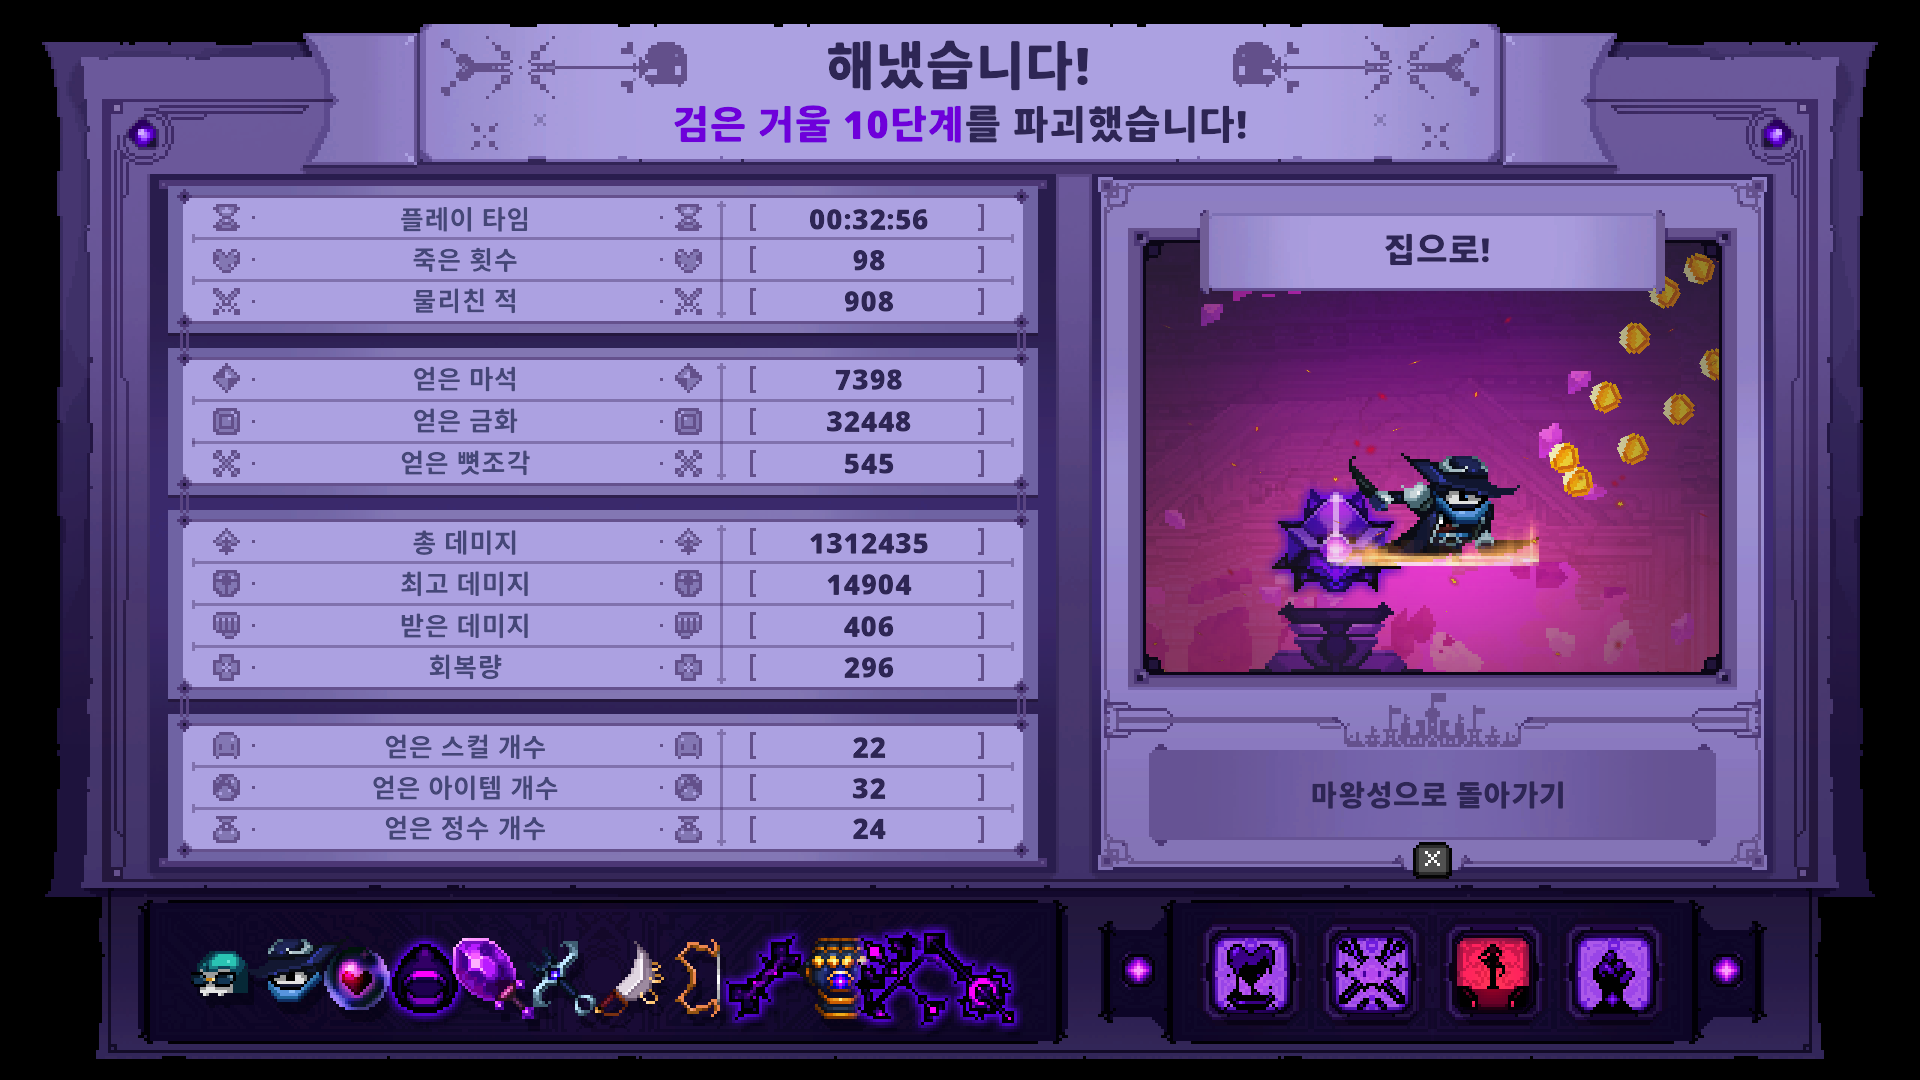 해냈습니다!
검은 거울 10단계를 파괴했습니다!
플레이 타임 [ 00:32:56 ]
죽은 횟수 [ 98 ]
물리친 적 [ 908 ]
얻은 마석 [ 7398 ]
얻은 금화 [ 32448 ]
얻은 뼛조각 [ 545 ]
총 데미지 [ 1312435 ]
최고 데미지 [ 14904 ]
받은 데미지 [ 406 ]
회복량 [ 296 ]
얻은 스컬 개수 [ 22 ]
얻은 아이템 개수 [ 32 ]
얻은 정수 개수 [ 24 ]
집으로!
마왕성으로 돌아가기
X